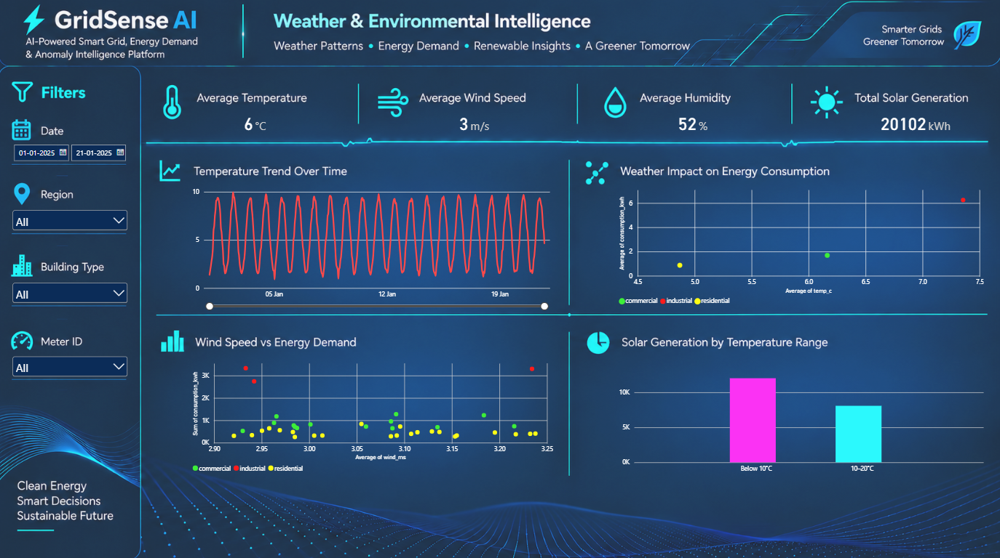 GridSense AI
AI-Powered Smart Grid, Energy Demand
& Anomaly Intelligence Platform
Weather & Environmental Intelligence
Weather Patterns • Energy Demand • Renewable Insights • A Greener Tomorrow
Smarter Grids
Greener Tomorrow
Filters
Date
01-01-2025 21-01-2025
Region
All
Building Type
All
Meter ID
All
Clean Energy
Smart Decisions
Sustainable Future
Average Temperature
6 °C
Average Wind Speed
3 m/s
Average Humidity
52 %
Total Solar Generation
20102 kWh
Temperature Trend Over Time
10
5
0
05 Jan 12 Jan 19 Jan
Weather Impact on Energy Consumption
Average of consumption_kwh
6
4
2
0
4.5 5.0 5.5 6.0 6.5 7.0 7.5
Average of temp_c
commercial industrial residential
Wind Speed vs Energy Demand
Sum of consumption_kwh
3K
2K
1K
0K
2.90 2.95 3.00 3.05 3.10 3.15 3.20 3.25
Average of wind_ms
commercial industrial residential
Solar Generation by Temperature Range
10K
5K
0K
Below 10°C 10–20°C